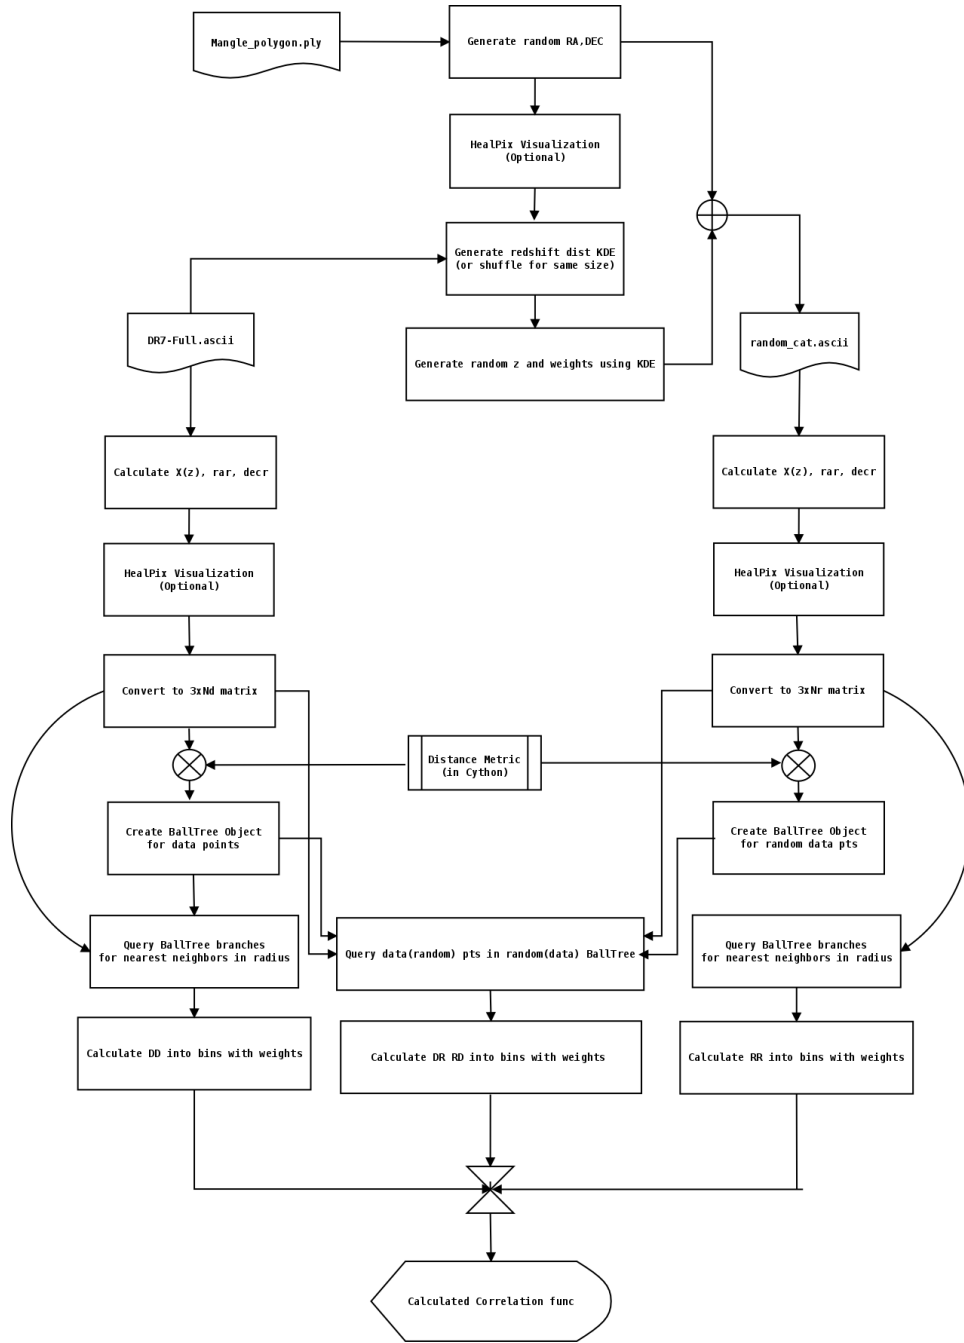 Mangle_polygon.ply
Generate random RA,DEC
HealPix Visualization
(Optional)
Generate redshift dist KDE
(or shuffle for same size)
DR7-Full.ascii
Generate random z and weights using KDE
random_cat.ascii
Calculate X(z), rar, decr
Calculate X(z), rar, decr
HealPix Visualization
(Optional)
HealPix Visualization
(Optional)
Convert to 3xNd matrix
Convert to 3xNr matrix
Distance Metric
(in Cython)
Create BallTree Object
for data points
Create BallTree Object
for random data pts
Query BallTree branches
for nearest neighbors in radius
Query data(random) pts in random(data) BallTree
Query BallTree branches
for nearest neighbors in radius
Calculate DD into bins with weights
Calculate DR RD into bins with weights
Calculate RR into bins with weights
Calculated Correlation func